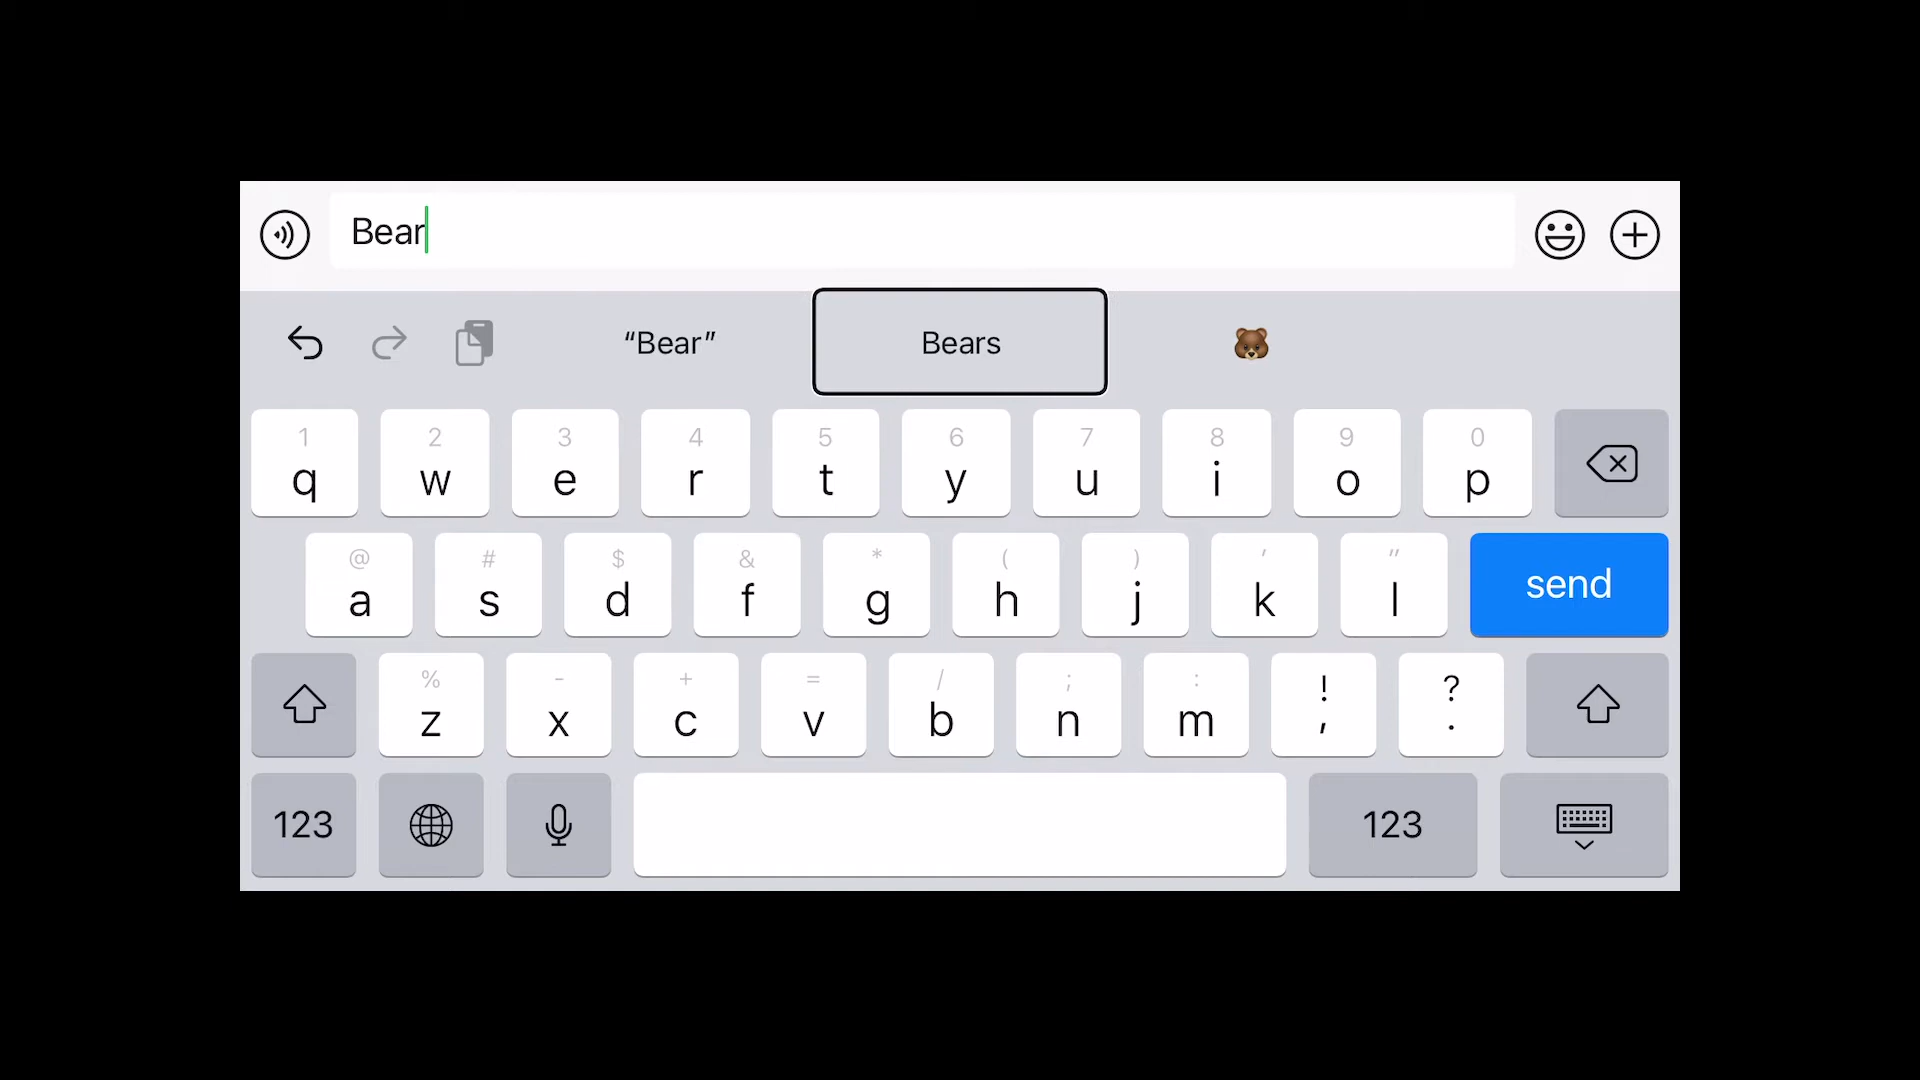 Bear
“Bear” Bears
1 2 3 4 5 6 7 8 9 0
q w e r t y u i o p
@ # $ & * ( ) ' "
a s d f g h j k l send
% - + = / ; : ! ?
z x c v b n m , .
123 123